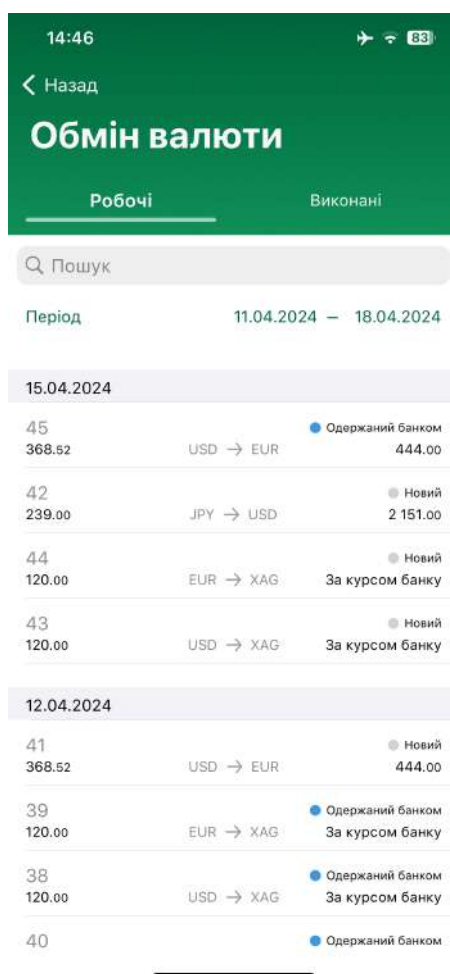 14:46 83
Назад
Обмін валюти
Робочі Виконані
Пошук
Період 11.04.2024 — 18.04.2024
15.04.2024
45 Одержаний банком
368.52 USD → EUR 444.00
42 Новий
239.00 JPY → USD 2 151.00
44 Новий
120.00 EUR → XAG За курсом банку
43 Новий
120.00 USD → XAG За курсом банку
12.04.2024
41 Новий
368.52 USD → EUR 444.00
39 Одержаний банком
120.00 EUR → XAG За курсом банку
38 Одержаний банком
120.00 USD → XAG За курсом банку
40 Одержаний банком